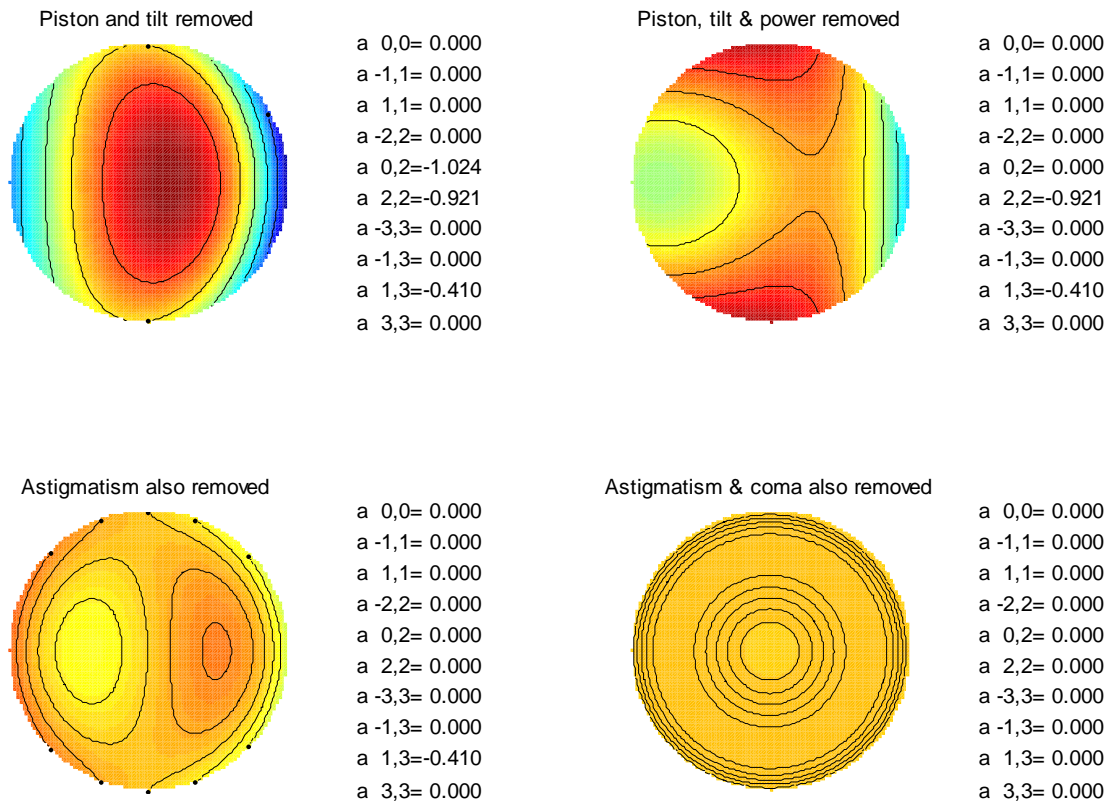 Piston and tilt removed
a 0,0= 0.000
a -1,1= 0.000
a 1,1= 0.000
a -2,2= 0.000
a 0,2=-1.024
a 2,2=-0.921
a -3,3= 0.000
a -1,3= 0.000
a 1,3=-0.410
a 3,3= 0.000
Piston, tilt & power removed
a 0,0= 0.000
a -1,1= 0.000
a 1,1= 0.000
a -2,2= 0.000
a 0,2= 0.000
a 2,2=-0.921
a -3,3= 0.000
a -1,3= 0.000
a 1,3=-0.410
a 3,3= 0.000
Astigmatism also removed
a 0,0= 0.000
a -1,1= 0.000
a 1,1= 0.000
a -2,2= 0.000
a 0,2= 0.000
a 2,2= 0.000
a -3,3= 0.000
a -1,3= 0.000
a 1,3=-0.410
a 3,3= 0.000
Astigmatism & coma also removed
a 0,0= 0.000
a -1,1= 0.000
a 1,1= 0.000
a -2,2= 0.000
a 0,2= 0.000
a 2,2= 0.000
a -3,3= 0.000
a -1,3= 0.000
a 1,3= 0.000
a 3,3= 0.000